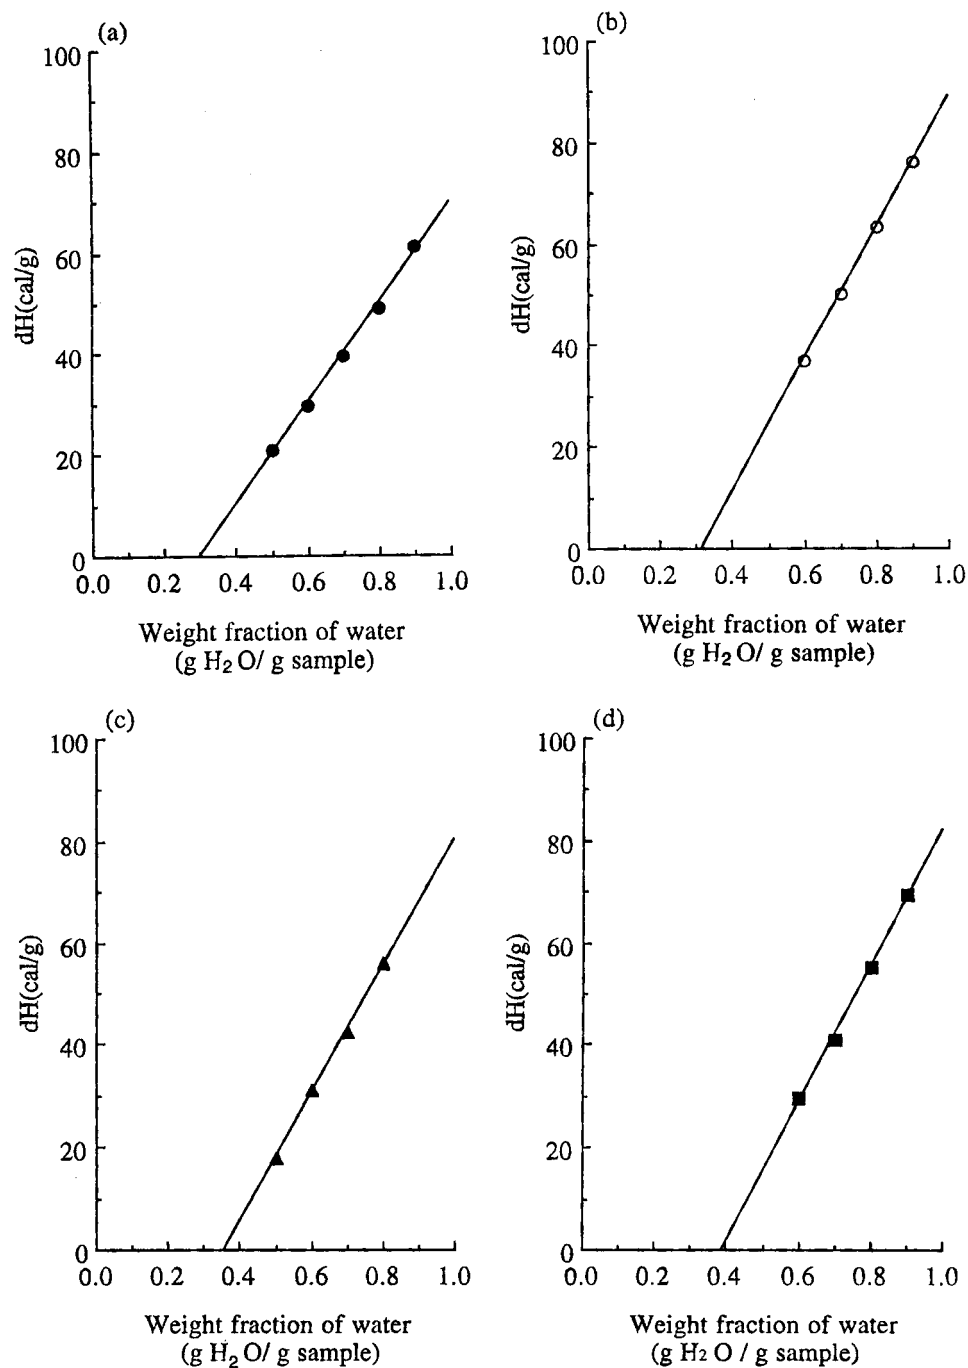 (a)
100
80
60
40
20
0
dH(cal/g)
0.0 0.2 0.4 0.6 0.8 1.0
Weight fraction of water
(g H₂ O/ g sample)
(b)
100
80
60
40
20
0
dH(cal/g)
0.0 0.2 0.4 0.6 0.8 1.0
Weight fraction of water
(g H₂ O/ g sample)
(c)
100
80
60
40
20
0
dH(cal/g)
0.0 0.2 0.4 0.6 0.8 1.0
Weight fraction of water
(g H₂ O/ g sample)
(d)
100
80
60
40
20
0
dH(cal/g)
0.0 0.2 0.4 0.6 0.8 1.0
Weight fraction of water
(g H2 O/ g sample)